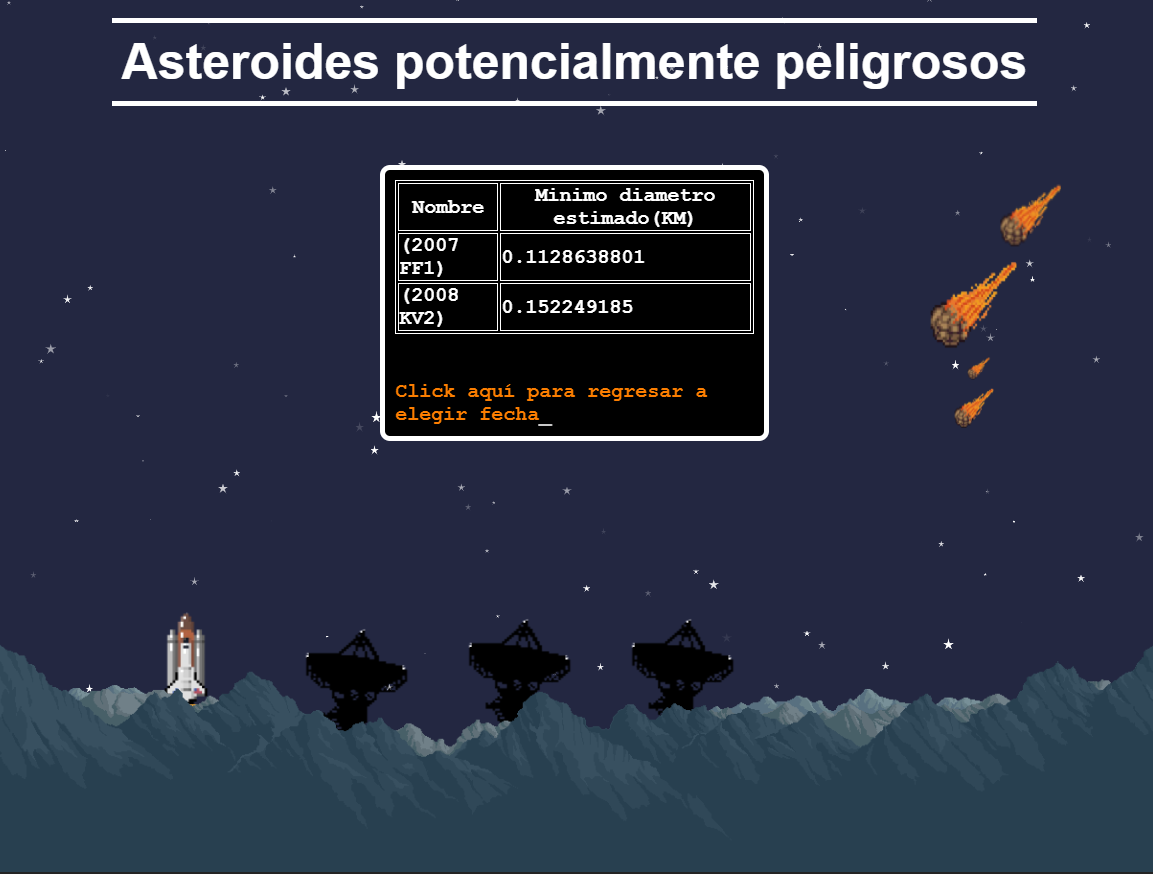 Asteroides potencialmente peligrosos
Nombre
Minimo diametro
estimado(KM)
(2007
FF1)
0.1128638801
(2008
KV2)
0.152249185
Click aquí para regresar a
elegir fecha_